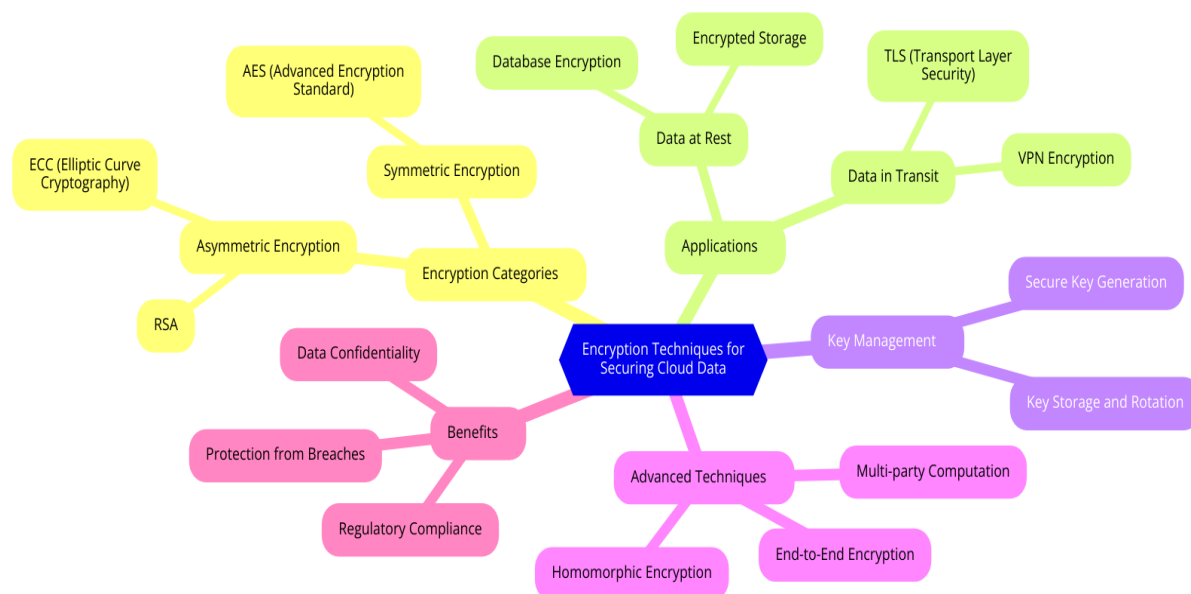 Encryption Techniques for
Securing Cloud Data
Encryption Categories
Symmetric Encryption
AES (Advanced Encryption
Standard)
Asymmetric Encryption
ECC (Elliptic Curve
Cryptography)
RSA
Applications
Data at Rest
Database Encryption
Encrypted Storage
Data in Transit
TLS (Transport Layer
Security)
VPN Encryption
Key Management
Secure Key Generation
Key Storage and Rotation
Advanced Techniques
Multi-party Computation
End-to-End Encryption
Homomorphic Encryption
Benefits
Data Confidentiality
Protection from Breaches
Regulatory Compliance